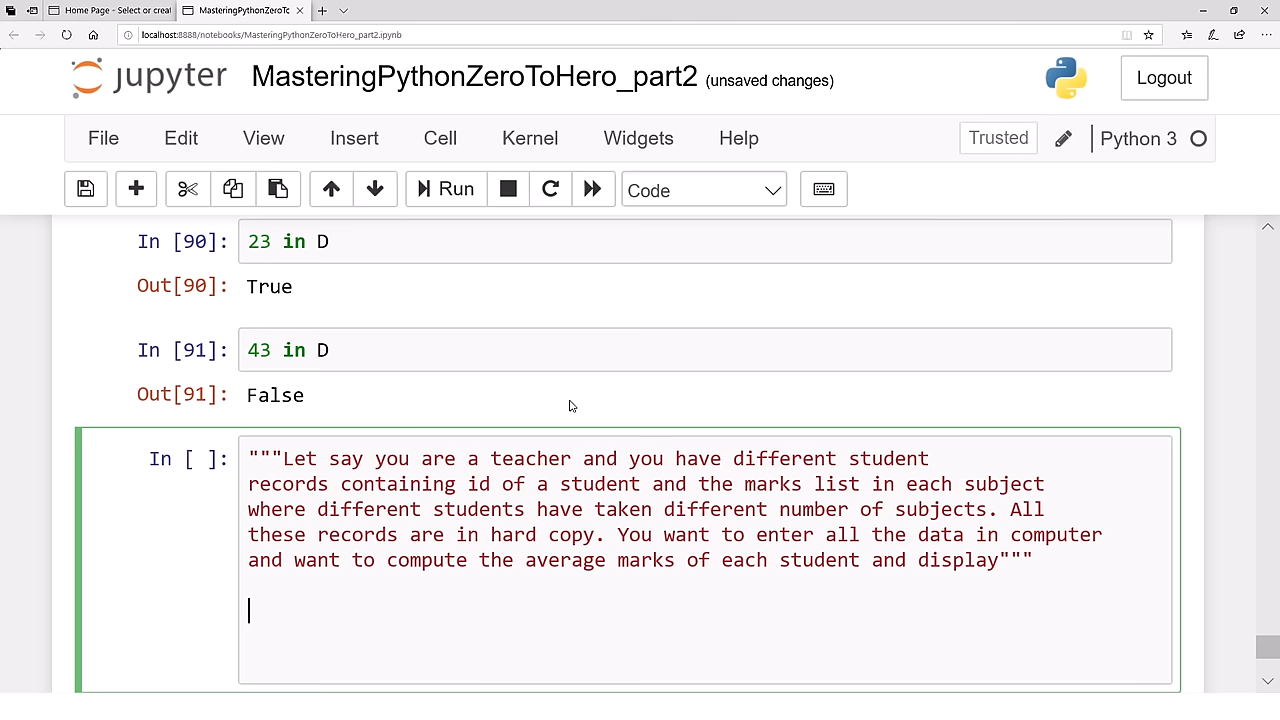 Home Page - Select or creat
MasteringPythonZeroTo
localhost:8888/notebooks/MasteringPythonZeroToHero_part2.ipynb
jupyter MasteringPythonZeroToHero_part2 (unsaved changes)
Logout
File Edit View Insert Cell Kernel Widgets Help
Trusted
Python 3
Run
Code
In [90]: 23 in D
Out[90]: True
In [91]: 43 in D
Out[91]: False
In [ ]: """Let say you are a teacher and you have different student
records containing id of a student and the marks list in each subject
where different students have taken different number of subjects. All
these records are in hard copy. You want to enter all the data in computer
and want to compute the average marks of each student and display"""